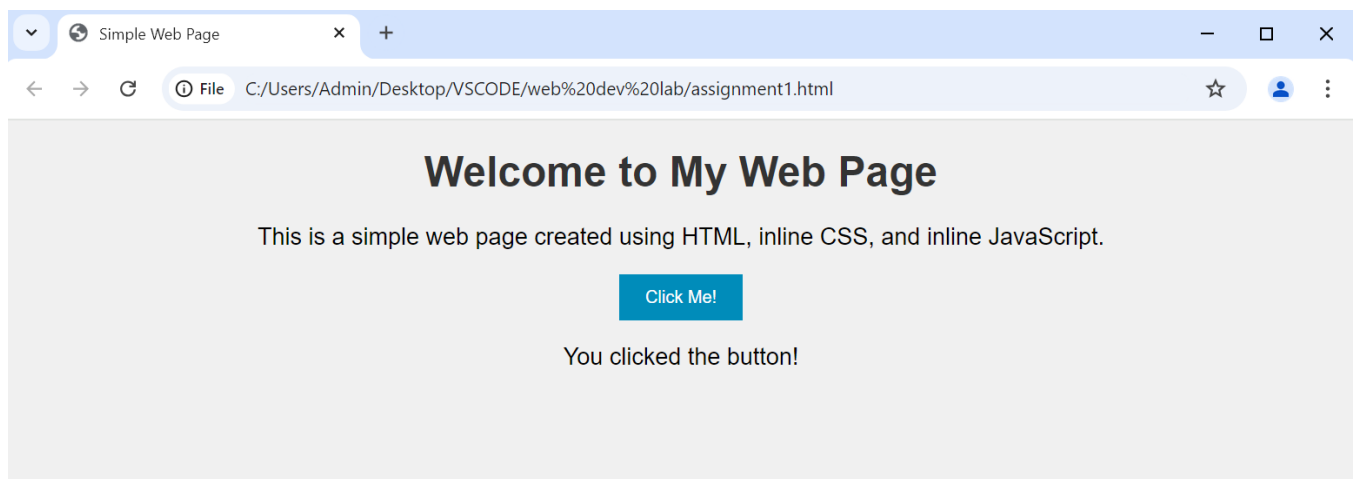 Simple Web Page
File C:/Users/Admin/Desktop/VSCODE/web%20dev%20lab/assignment1.html
Welcome to My Web Page
This is a simple web page created using HTML, inline CSS, and inline JavaScript.
Click Me!
You clicked the button!